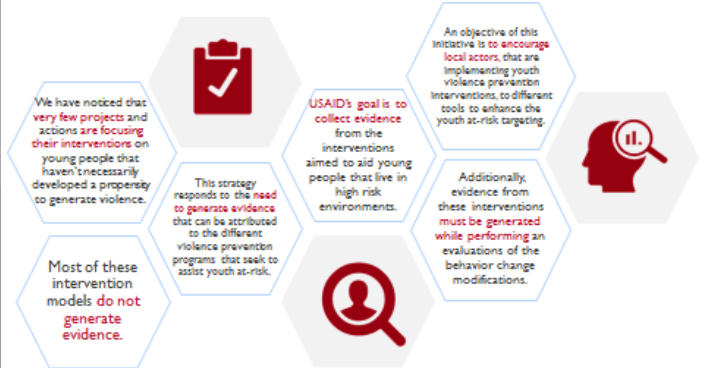 We have noticed that
very few projects and
actions are focusing
their interventions on
young people that
haven't necessarily
developed a propensity
to generate violence.
Most of these
intervention
models do not
generate
evidence.
This strategy
responds to the need
to generate evidence
that can be attributed
to the different
violence prevention
programs that seek to
assist youth at-risk.
USAID's goal is to
collect evidence
from the
interventions
aimed to aid young
people that live in
high risk
environments.
An objective of this
initiative is to encourage
local actors, that are
implementing youth
violence prevention
interventions, to different
tools to enhance the
youth at-risk targeting.
Additionally,
evidence from
these interventions
must be generated
while performing an
evaluations of the
behavior change
modifications.